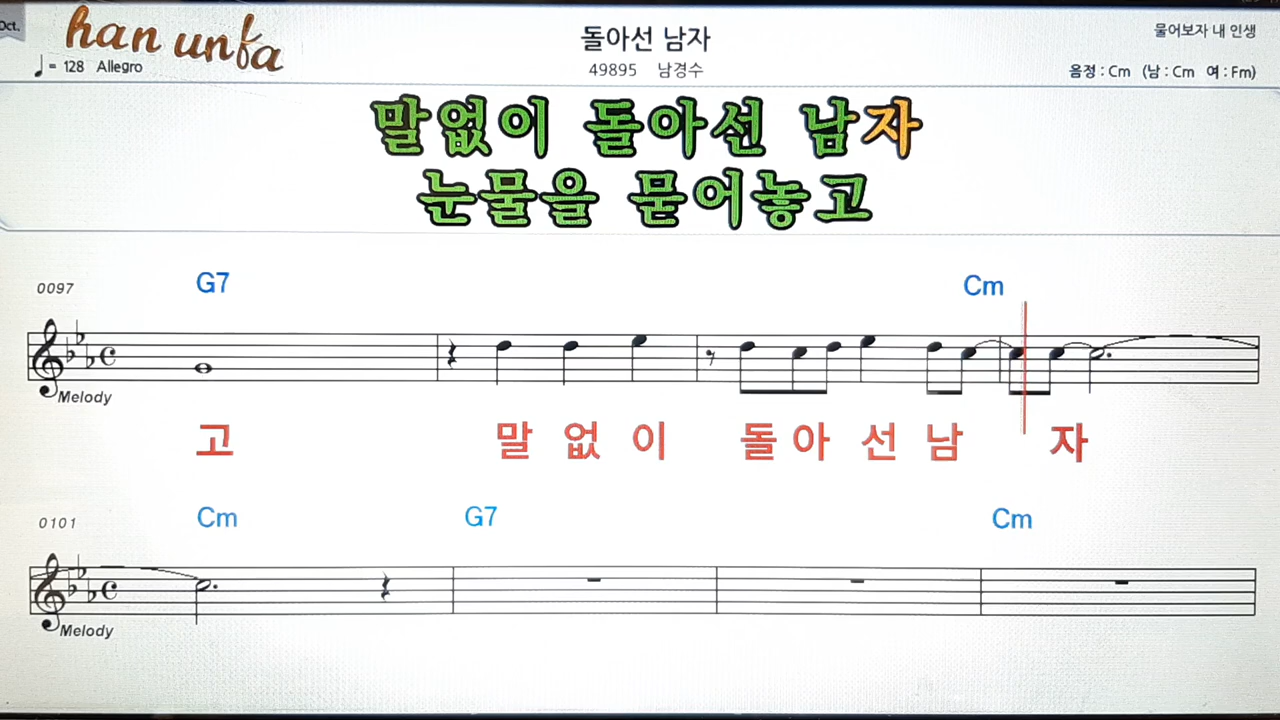 Oct.
han unfa
♩ = 128 Allegro
돌아선 남자
49895 남경수
물어보자 내 인생
음정 : Cm (남 : Cm 여 : Fm)
말없이 돌아선 남자
눈물을 묻어놓고
0097
G7 Cm
Melody
고 말 없 이 돌 아 선 남 자
0101
Cm G7 Cm
Melody